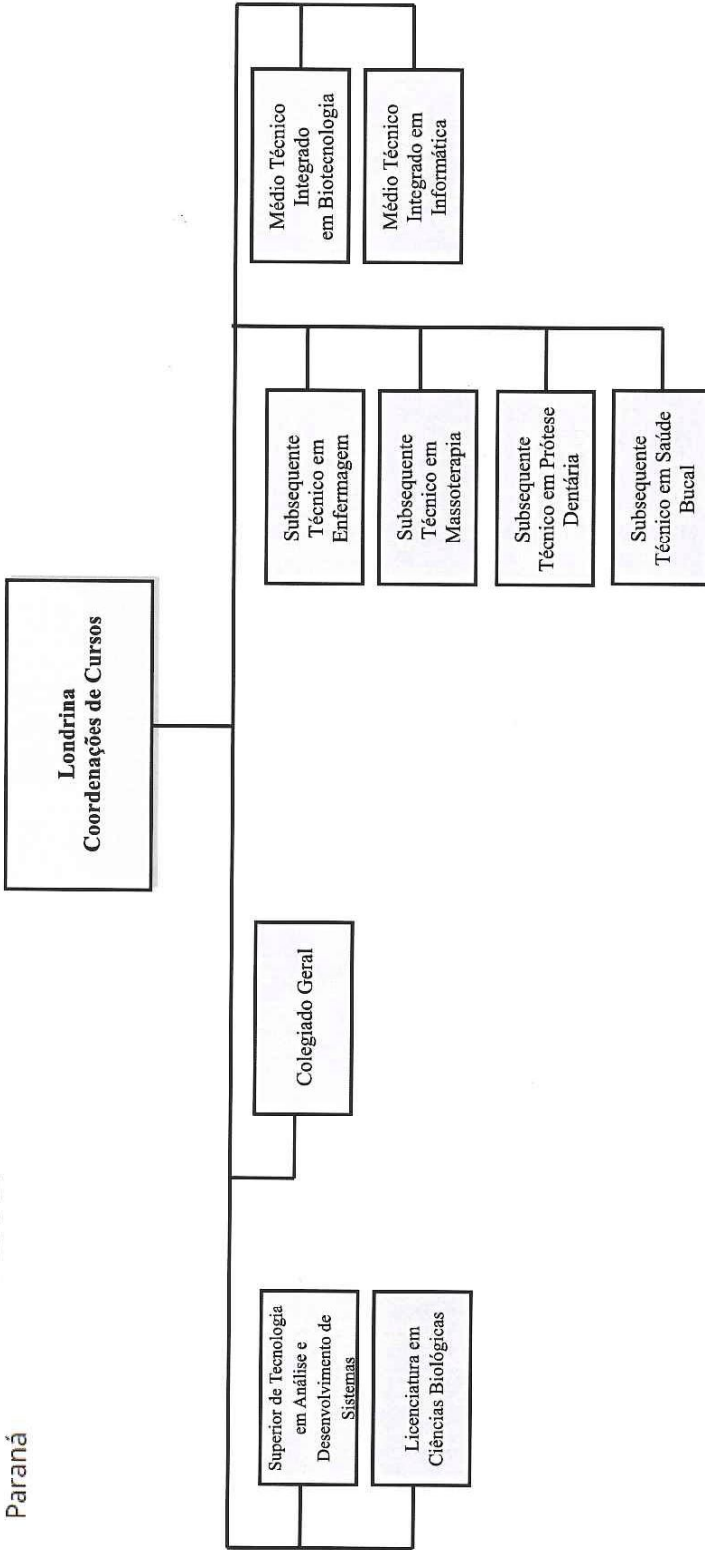 Paraná
Londrina
Coordenações de Cursos
Superior de Tecnologia
em Análise e
Desenvolvimento de
Sistemas
Licenciatura em
Ciências Biológicas
Colegiado Geral
Subsequente
Técnico em
Enfermagem
Subsequente
Técnico em
Massoterapia
Subsequente
Técnico em Prótese
Dentária
Subsequente
Técnico em Saúde
Bucal
Médio Técnico
Integrado
em Biotecnologia
Médio Técnico
Integrado em
Informática